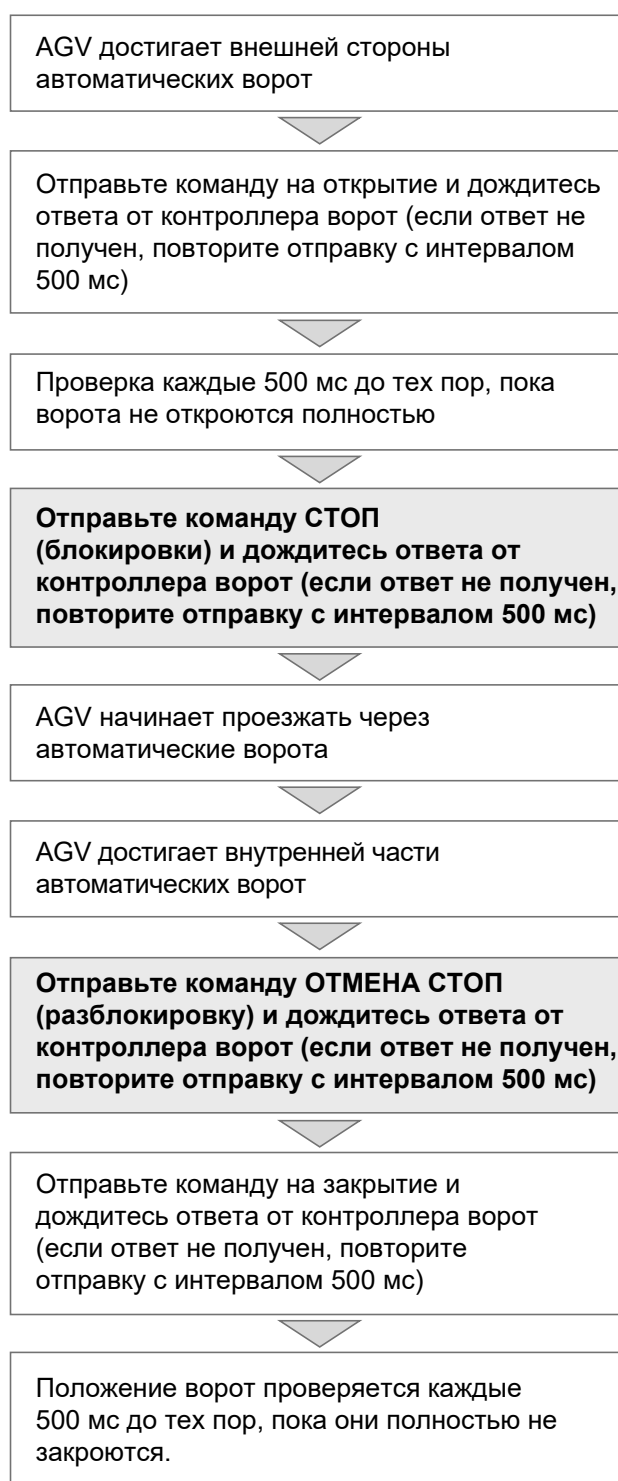 AGV достигает внешней стороны
автоматических ворот
Отправьте команду на открытие и дождитесь
ответа от контроллера ворот (если ответ не
получен, повторите отправку с интервалом
500 мс)
Проверка каждые 500 мс до тех пор, пока
ворота не откроются полностью
Отправьте команду СТОП
(блокировки) и дождитесь ответа от
контроллера ворот (если ответ не получен,
повторите отправку с интервалом 500 мс)
AGV начинает проезжать через
автоматические ворота
AGV достигает внутренней части
автоматических ворот
Отправьте команду ОТМЕНА СТОП
(разблокировку) и дождитесь ответа от
контроллера ворот (если ответ не получен,
повторите отправку с интервалом 500 мс)
Отправьте команду на закрытие и
дождитесь ответа от контроллера ворот
(если ответ не получен, повторите
отправку с интервалом 500 мс)
Положение ворот проверяется каждые
500 мс до тех пор, пока они полностью не
закроются.